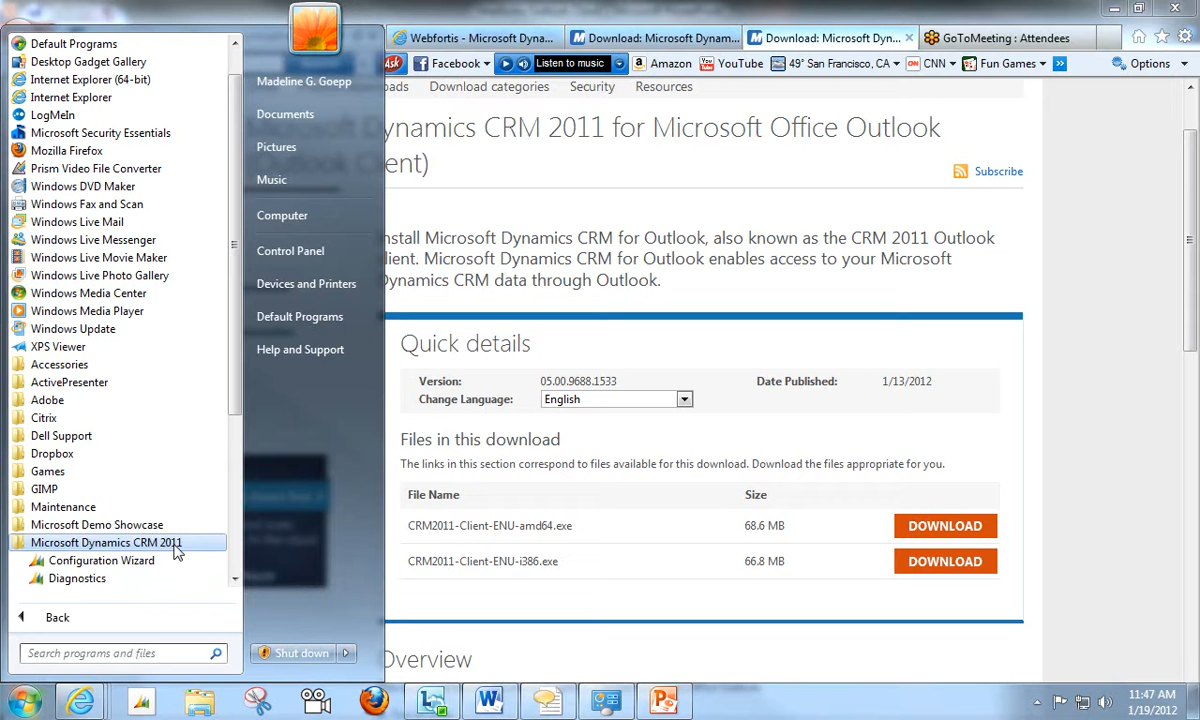 Default Programs
Desktop Gadget Gallery
Internet Explorer (64-bit)
Internet Explorer
LogMeIn
Microsoft Security Essentials
Mozilla Firefox
Prism Video File Converter
Windows DVD Maker
Windows Fax and Scan
Windows Live Mail
Windows Live Messenger
Windows Live Movie Maker
Windows Live Photo Gallery
Windows Media Center
Windows Media Player
Windows Update
XPS Viewer
Accessories
ActivePresenter
Adobe
Citrix
Dell Support
Dropbox
Games
GIMP
Maintenance
Microsoft Demo Showcase
Microsoft Dynamics CRM 2011
Configuration Wizard
Diagnostics
Back
Search programs and files
Madeline G. Goepp
Documents
Pictures
Music
Computer
Control Panel
Devices and Printers
Default Programs
Help and Support
Shut down
Webfortis - Microsoft Dyna...
Download: Microsoft Dynam...
Download: Microsoft Dyn...
GoToMeeting : Attendees
Ask
Facebook
Listen to music
Amazon
YouTube
49° San Francisco, CA
CNN
Fun Games
Options
Download categories
Security
Resources
Dynamics CRM 2011 for Microsoft Office Outlook
Client)
Subscribe
nstall Microsoft Dynamics CRM for Outlook, also known as the CRM 2011 Outlook
lient. Microsoft Dynamics CRM for Outlook enables access to your Microsoft
Dynamics CRM data through Outlook.
Quick details
Version: 05.00.9688.1533 Date Published: 1/13/2012
Change Language: English
Files in this download
The links in this section correspond to files available for this download. Download the files appropriate for you.
File Name Size
CRM2011-Client-ENU-amd64.exe 68.6 MB DOWNLOAD
CRM2011-Client-ENU-i386.exe 66.8 MB DOWNLOAD
Overview
11:47 AM
1/19/2012